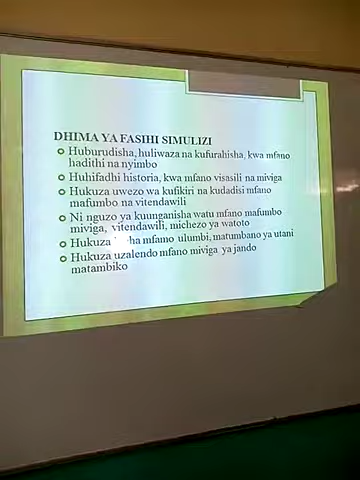 DHIMA YA FASIHI SIMULIZI
Huburudisha, huliwaza na kufurahisha, kwa mfano
hadithi na nyimbo
Huhifadhi historia, kwa mfano visasili na miviga
Hukuza uwezo wa kufikiri na kudadisi mfano
mafumbo na vitendawili
Ni nguzo ya kuunganisha watu mfano mafumbo
miviga, vitendawili, michezo ya watoto
Hukuza mfamo ulumbi, matumbano ya utani
Hukuza uzalendo mfano miviga ya jando
matambiko